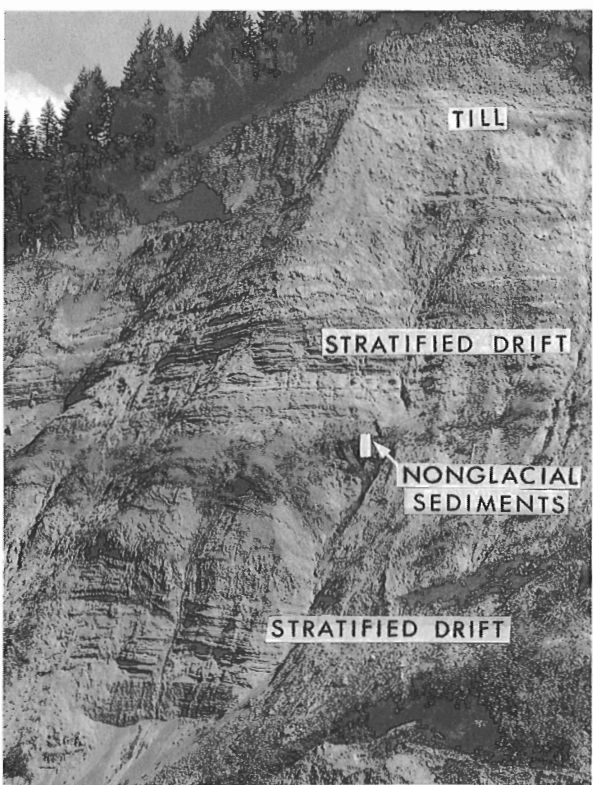 TILL
STRATIFIED DRIFT
NONGLACIAL
SEDIMENTS
STRATIFIED DRIFT